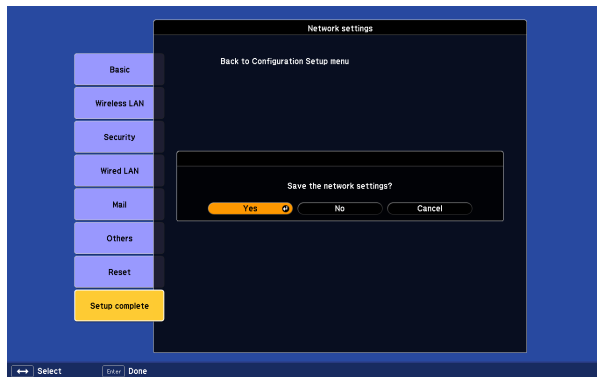 Network settings
Back to Configuration Setup menu
Basic
Wireless LAN
Security
Wired LAN
Mail
Others
Reset
Setup complete
Save the network settings?
Yes No Cancel
Select Enter Done